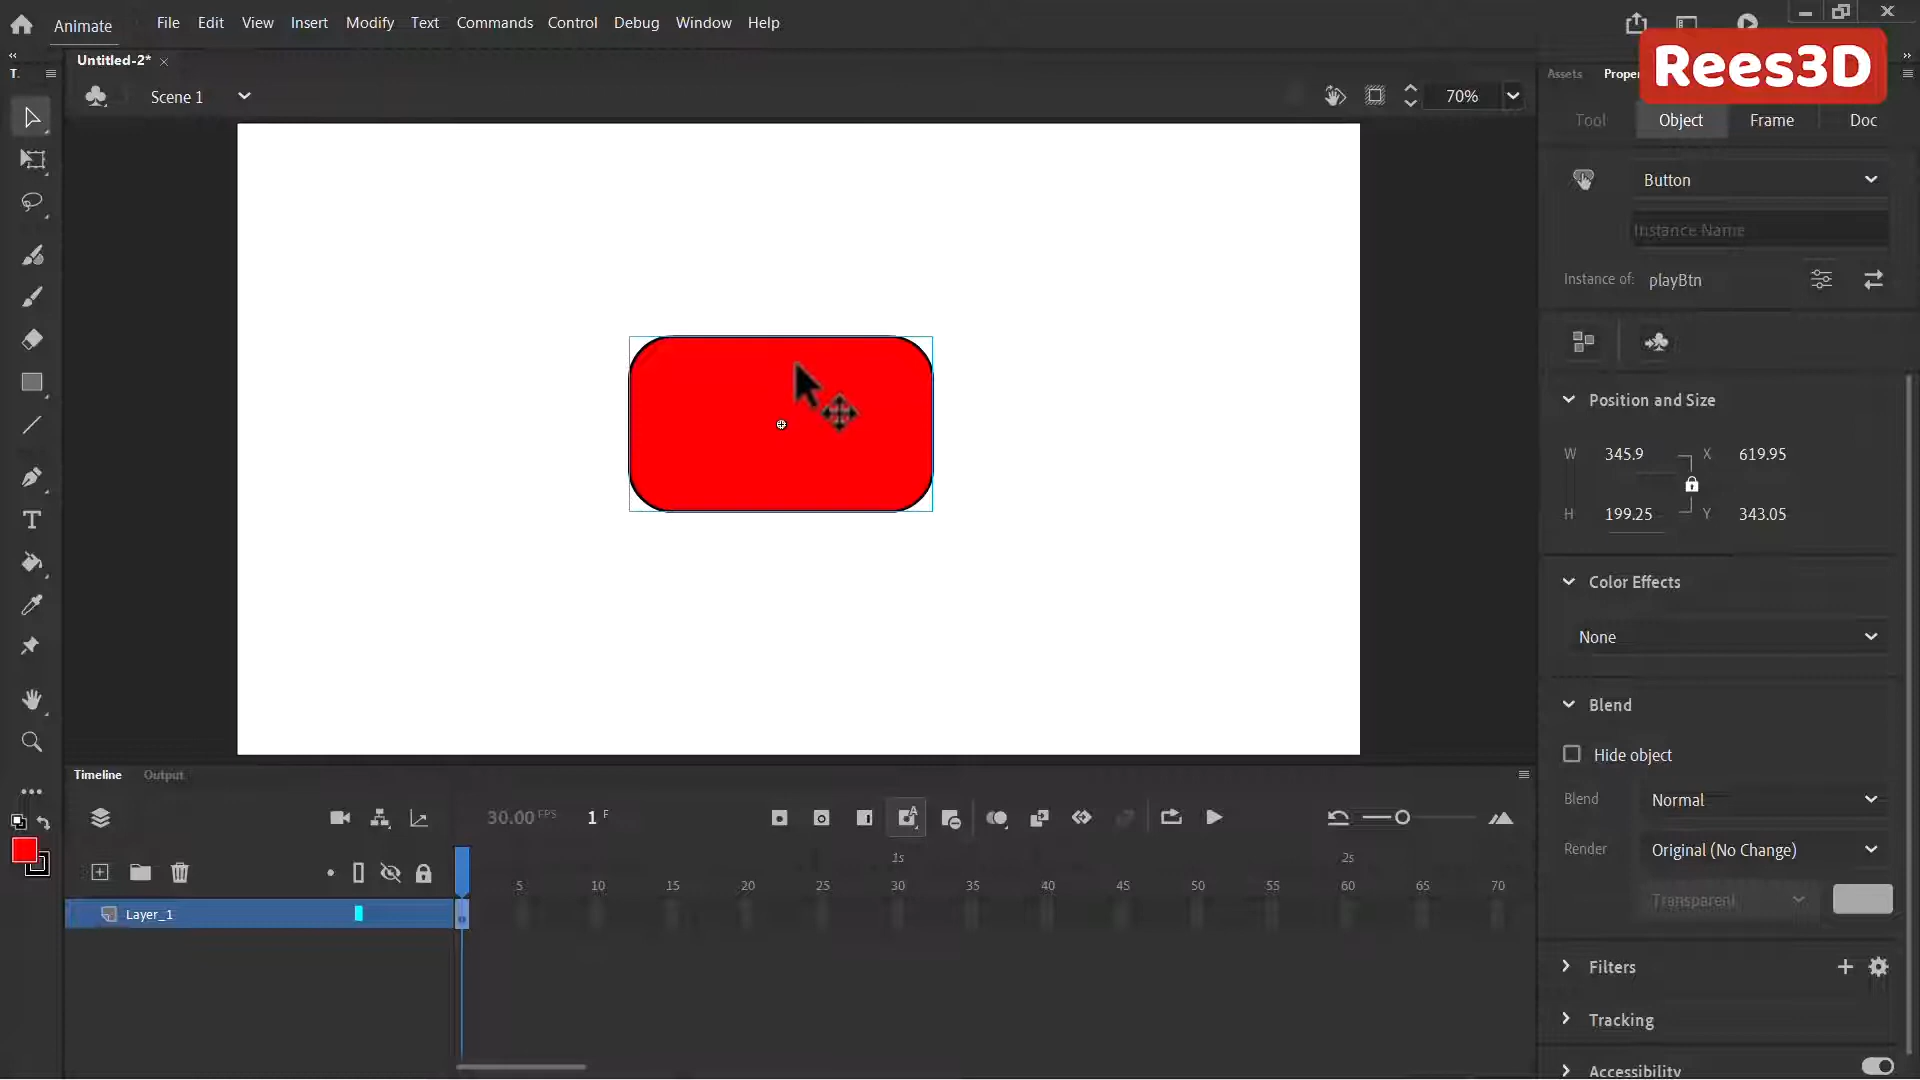 Animate
File Edit View Insert Modify Text Commands Control Debug Window Help
Rees3D
Untitled-2*
T.
Assets
Scene 1
70%
Tool Object Frame Doc
Button
Instance Name
Instance of: playBtn
Position and Size
W 345.9 X 619.95
H 199.25 Y 343.05
Color Effects
None
Blend
Hide object
Blend Normal
Render Original (No Change)
Transparent
Filters
Tracking
Accessibility
Timeline Output
30.00 FPS 1 F
1s 2s
5 10 15 20 25 30 35 40 45 50 55 60 65 70
Layer_1